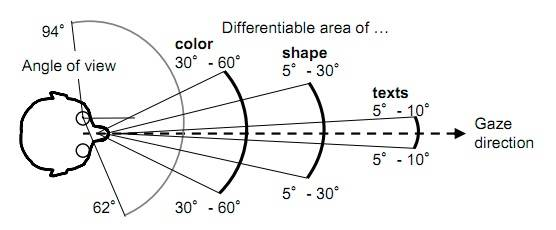 Differentiable area of ...
94°
color
30° - 60°
shape
5° - 30°
Angle of view
texts
5° - 10°
Gaze
direction
5° - 10°
5° - 30°
30° - 60°
62°